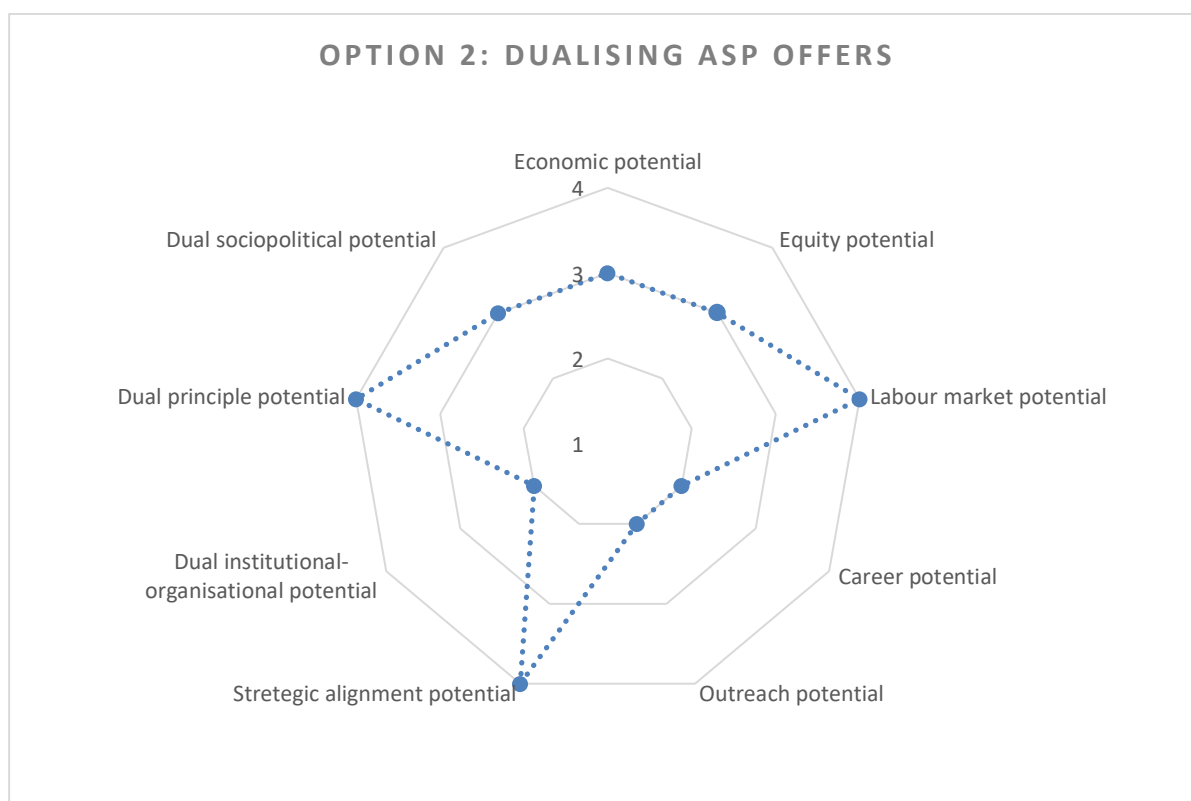 OPTION 2: DUALISING ASP OFFERS
Economic potential
4
Dual sociopolitical potential
Equity potential
3
2
Dual principle potential
Labour market potential
1
Dual institutional-
organisational potential
Career potential
Stretegic alignment potential
Outreach potential